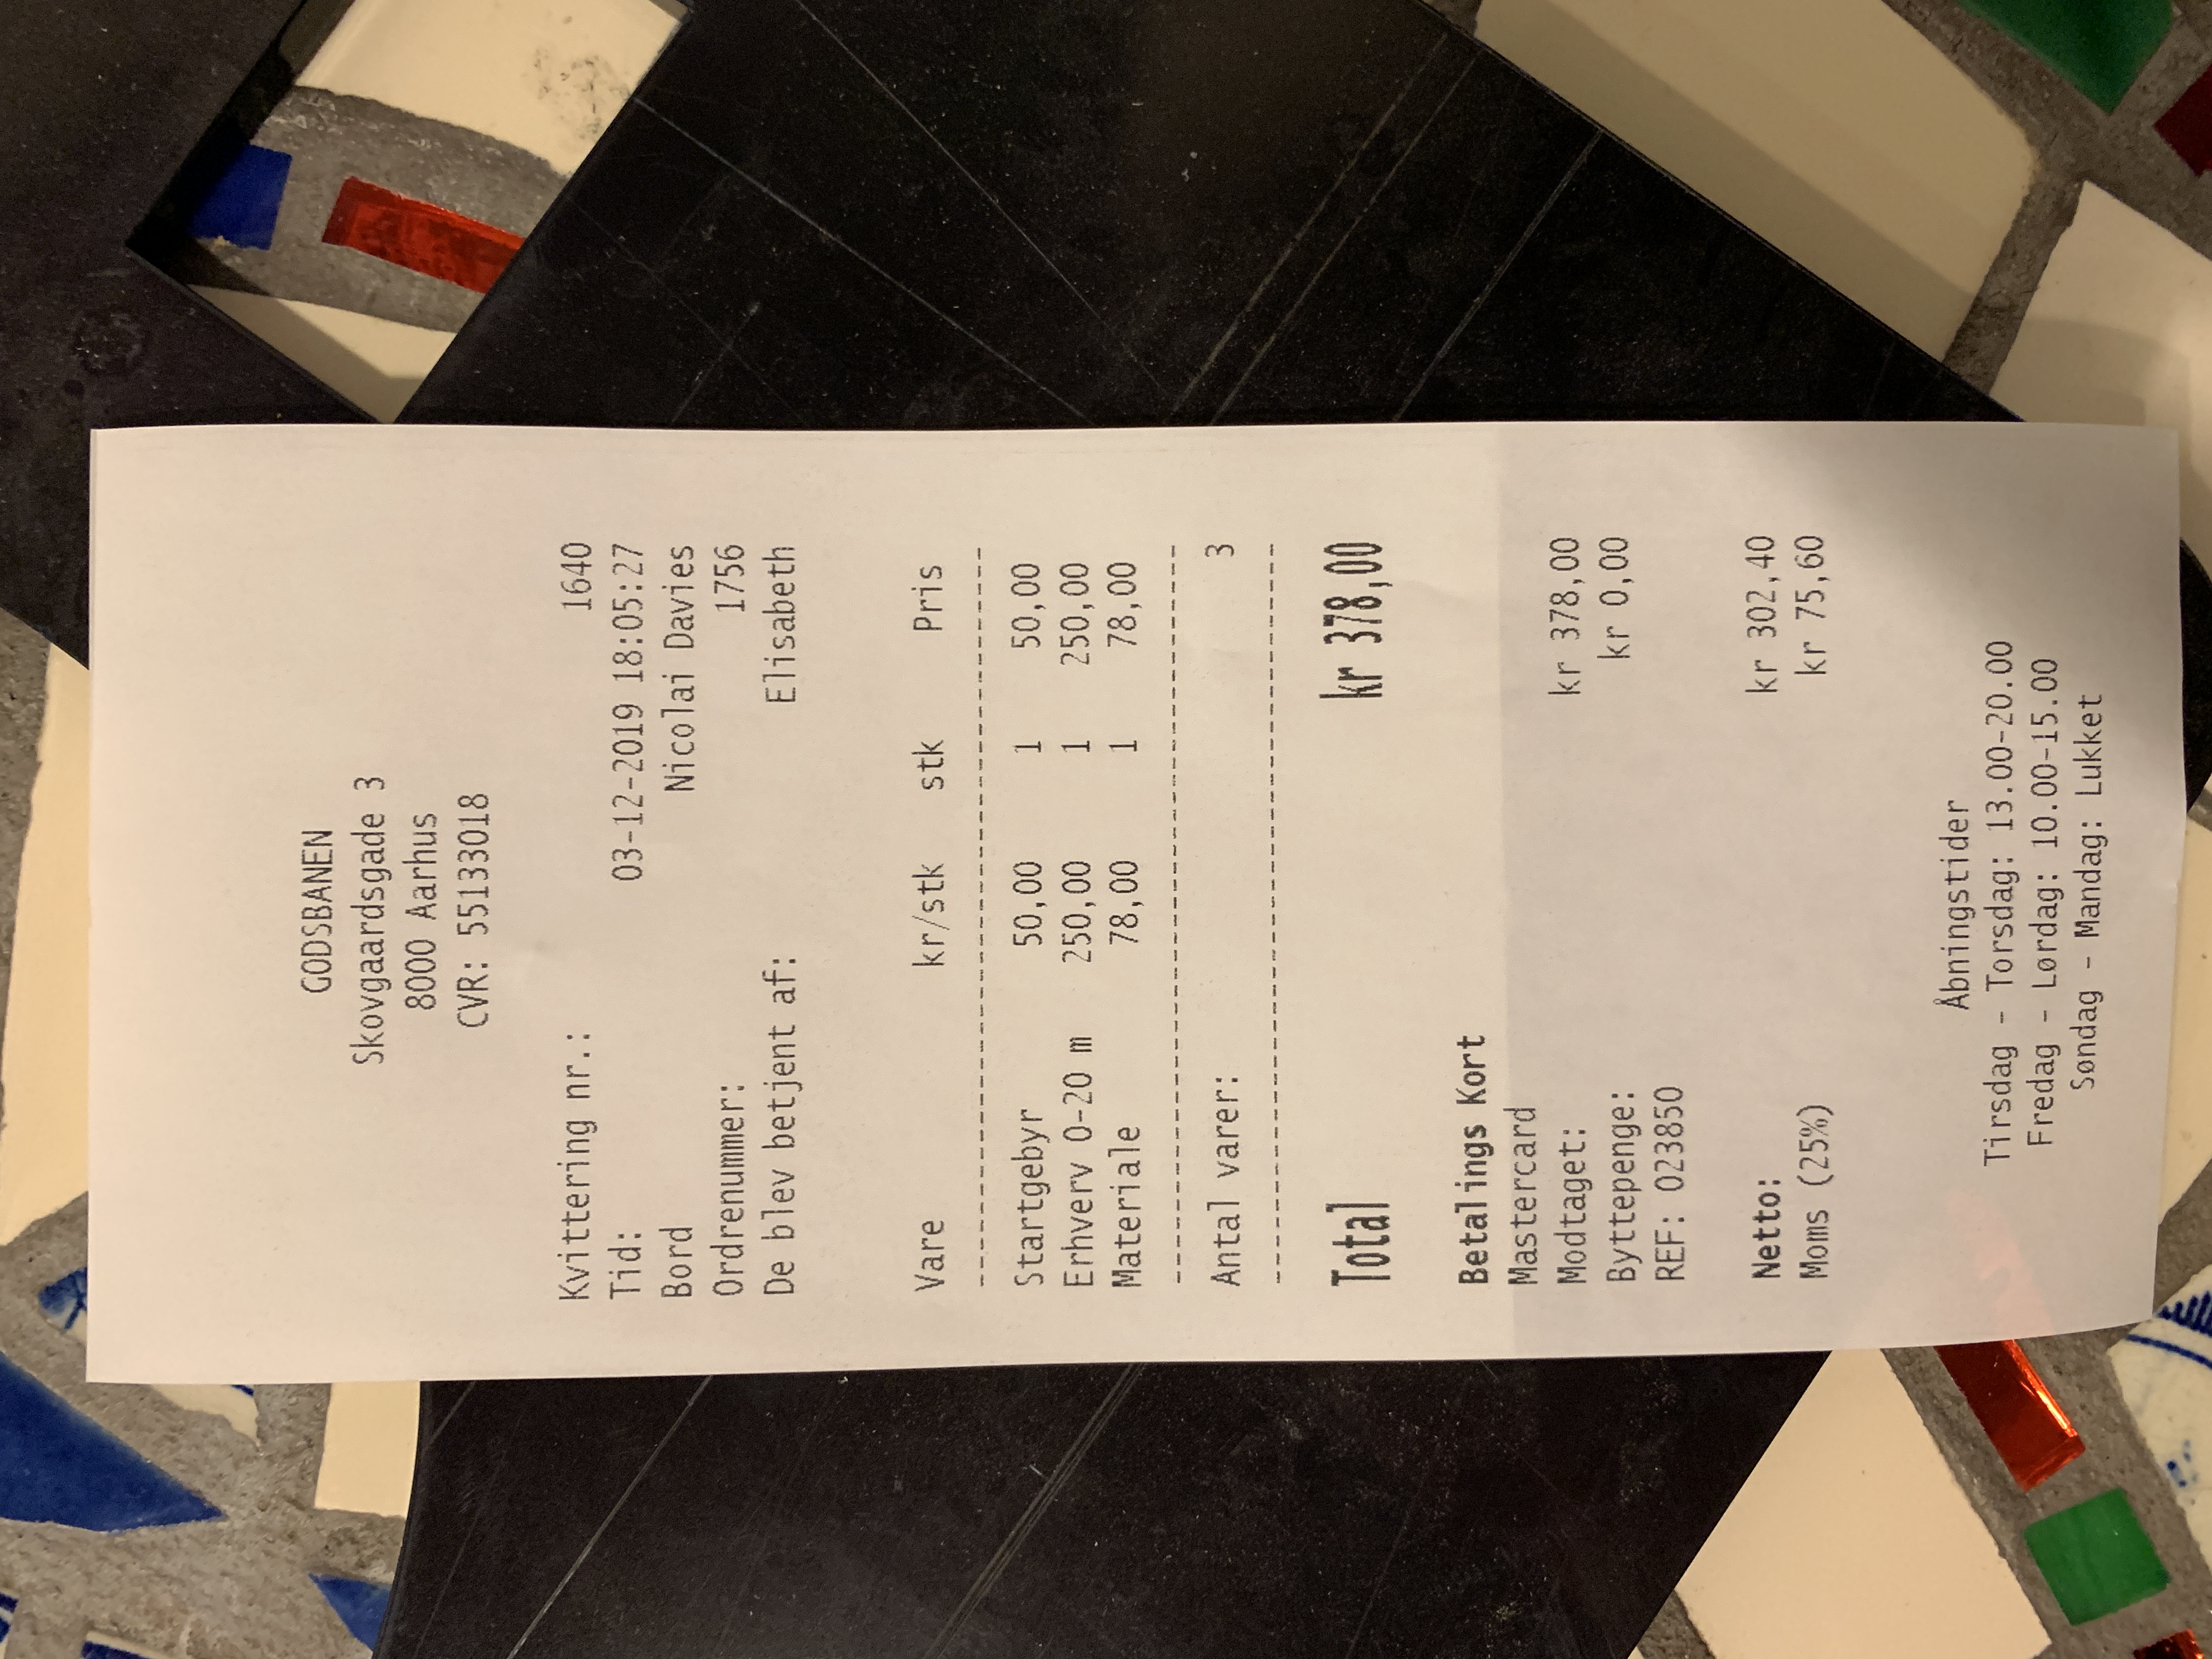 GODSBANEN
Skovgaardsgade 3
8000 Aarhus
CVR: 55133018
Kvittering nr.: 1640
Tid: 03-12-2019 18:05:27
Bord Nicolai Davies
Ordrenummer: 1756
De blev betjent af: Elisabeth
Vare kr/stk stk Pris
----------------------------------------
Startgebyr 50,00 1 50,00
Erhverv 0-20 m 250,00 1 250,00
Materiale 78,00 1 78,00
----------------------------------------
Antal varer: 3
----------------------------------------
Total kr 378,00
Betalings Kort
Mastercard
Modtaget: kr 378,00
Byttepenge: kr 0,00
REF: 023850
Netto: kr 302,40
Moms (25%) kr 75,60
Åbningstider
Tirsdag - Torsdag: 13.00-20.00
Fredag - Lørdag: 10.00-15.00
Søndag - Mandag: Lukket